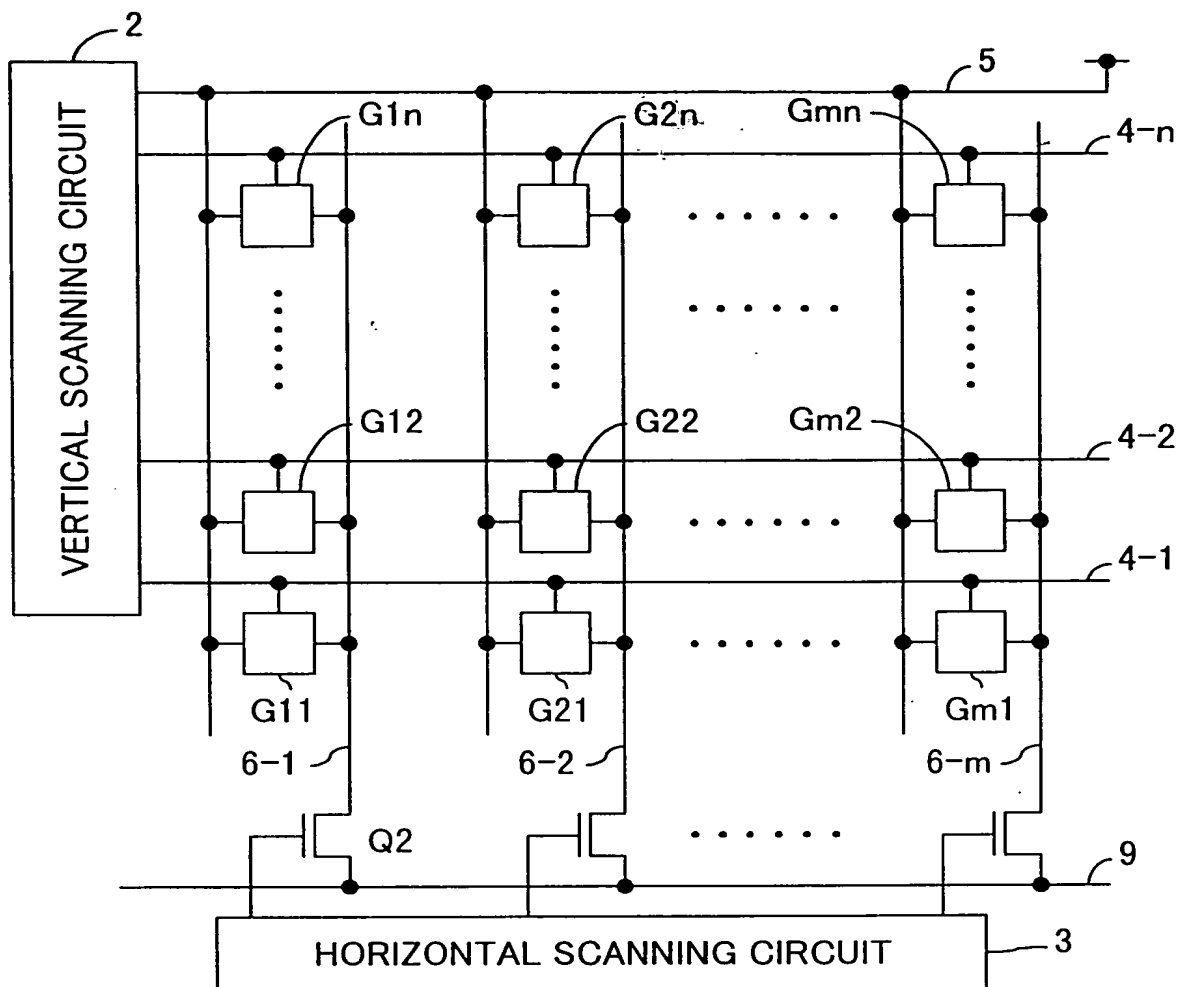 2
VERTICAL SCANNING CIRCUIT
5
G1n
G2n
Gmn
4-n
G12
G22
Gm2
4-2
4-1
G11
G21
Gm1
6-1
6-2
6-m
Q2
9
HORIZONTAL SCANNING CIRCUIT
3